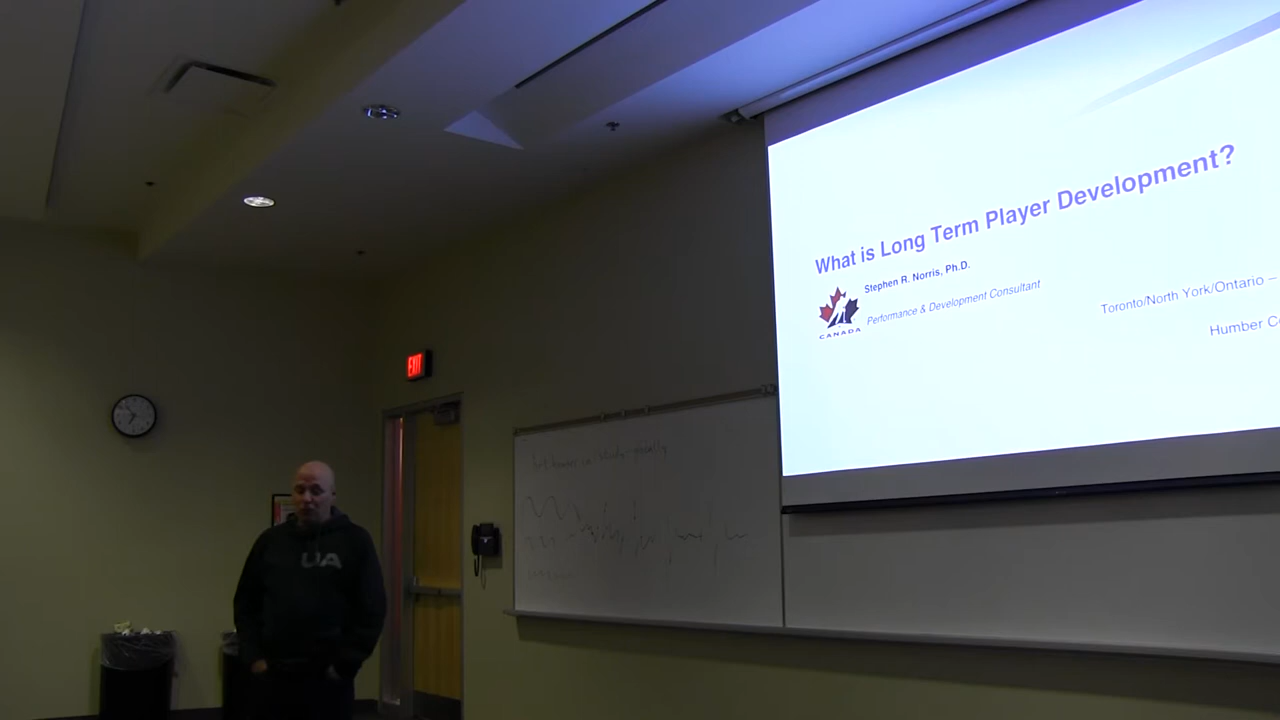 What is Long Term Player Development?
Stephen R. Norris, Ph.D.
Performance & Development Consultant
CANADA
Toronto/North York/Ontario –
Humber
EXIT
UA